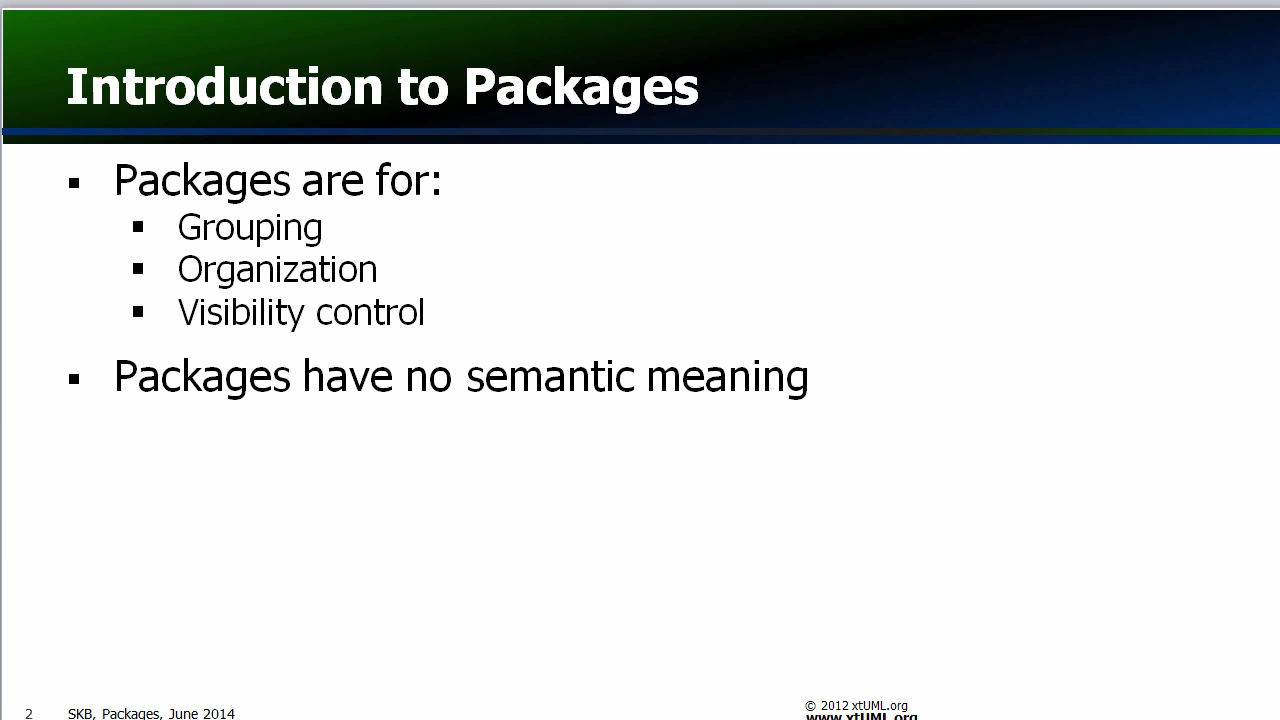 Introduction to Packages
▪ Packages are for:
▪ Grouping
▪ Organization
▪ Visibility control
▪ Packages have no semantic meaning
2 SKB, Packages, June 2014
© 2012 xtUML.org
www.xtUML.org